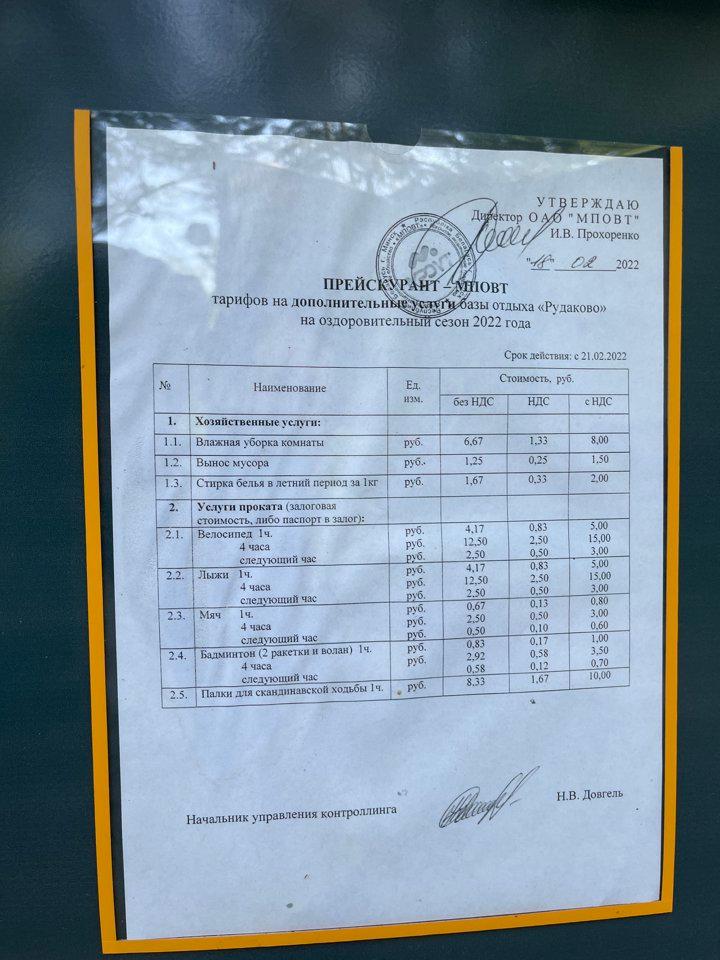 УТВЕРЖДАЮ
Директор ОАО "МПОВТ"
И.В. Прохоренко
"18" 02 2022
ПРЕЙСКУРАНТ – МПОВТ
тарифов на дополнительные услуги базы отдыха «Рудаково»
на оздоровительный сезон 2022 года
Срок действия: с 21.02.2022
№ Наименование Ед. изм. Стоимость, руб.
без НДС НДС с НДС
1. Хозяйственные услуги:
1.1. Влажная уборка комнаты руб. 6,67 1,33 8,00
1.2. Вынос мусора руб. 1,25 0,25 1,50
1.3. Стирка белья в летний период за 1кг руб. 1,67 0,33 2,00
2. Услуги проката (залоговая
стоимость, либо паспорт в залог):
2.1. Велосипед 1ч. руб. 4,17 0,83 5,00
4 часа руб. 12,50 2,50 15,00
следующий час руб. 2,50 0,50 3,00
2.2. Лыжи 1ч. руб. 4,17 0,83 5,00
4 часа руб. 12,50 2,50 15,00
следующий час руб. 2,50 0,50 3,00
2.3. Мяч 1ч. руб. 0,67 0,13 0,80
4 часа руб. 2,50 0,50 3,00
следующий час руб. 0,50 0,10 0,60
2.4. Бадминтон (2 ракетки и волан) 1ч. руб. 0,83 0,17 1,00
4 часа руб. 2,92 0,58 3,50
следующий час 0,58 0,12 0,70
2.5. Палки для скандинавской ходьбы 1ч. руб. 8,33 1,67 10,00
Начальник управления контроллинга Н.В. Довгель